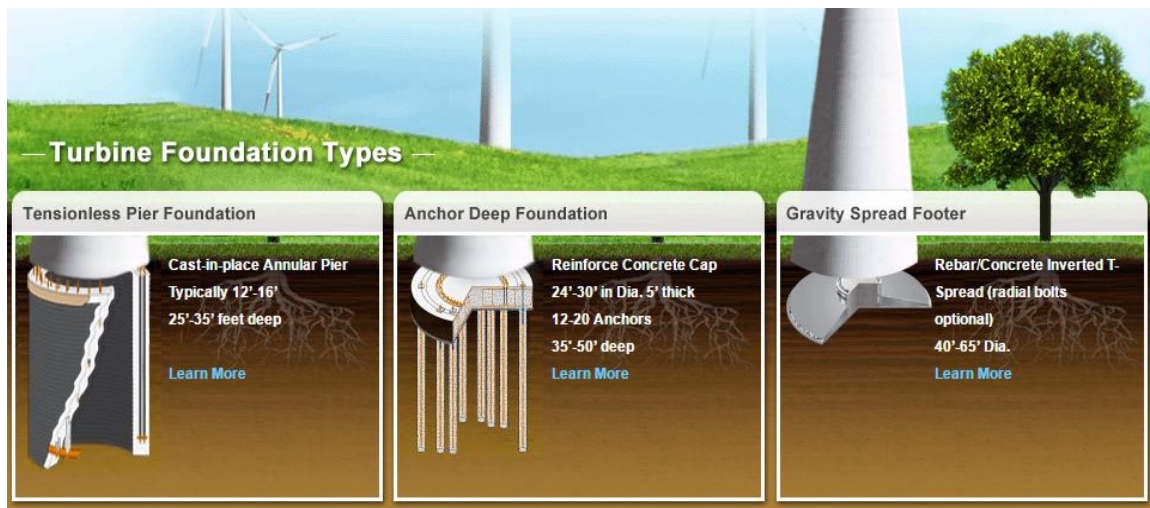 Turbine Foundation Types
Tensionless Pier Foundation
Cast-in-place Annular Pier
Typically 12'-16'
25'-35' feet deep
Learn More
Anchor Deep Foundation
Reinforce Concrete Cap
24'-30' in Dia. 5' thick
12-20 Anchors
35'-50' deep
Learn More
Gravity Spread Footer
Rebar/Concrete Inverted T-
Spread (radial bolts
optional)
40'-65' Dia.
Learn More